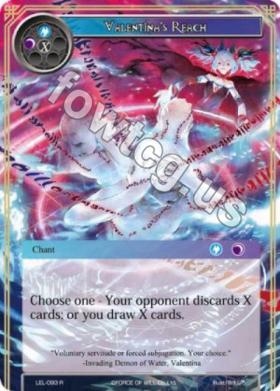 Valentina's Reach
X
fowtcg.us
Chant
Choose one - Your opponent discards X
cards; or you draw X cards.
"Voluntary servitude or forced subjugation. Your choice."
-Invading Demon of Water, Valentina
LEL-093 R